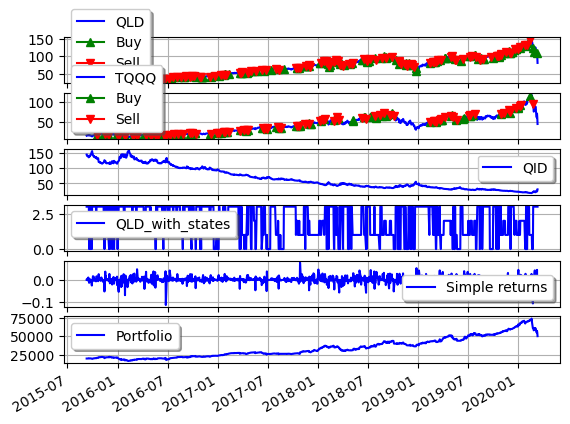 QLD
Buy
Sell
150
100
50
TQQQ
Buy
Sell
100
50
150
100
50
QID
2.5
0.0
QLD_with_states
0.0
−0.1
Simple returns
75000
50000
25000
Portfolio
2015-07
2016-01
2016-07
2017-01
2017-07
2018-01
2018-07
2019-01
2019-07
2020-01